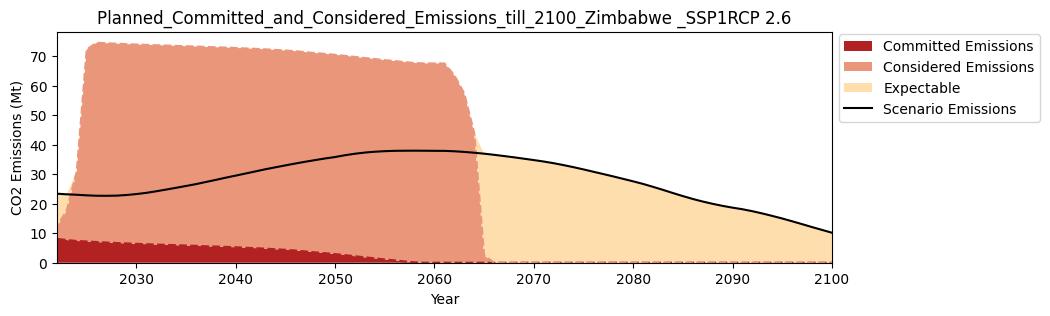 Planned_Committed_and_Considered_Emissions_till_2100_Zimbabwe _SSP1RCP 2.6
Committed Emissions
Considered Emissions
Expectable
Scenario Emissions
CO2 Emissions (Mt)
70
60
50
40
30
20
10
0
2030 2040 2050 2060 2070 2080 2090 2100
Year